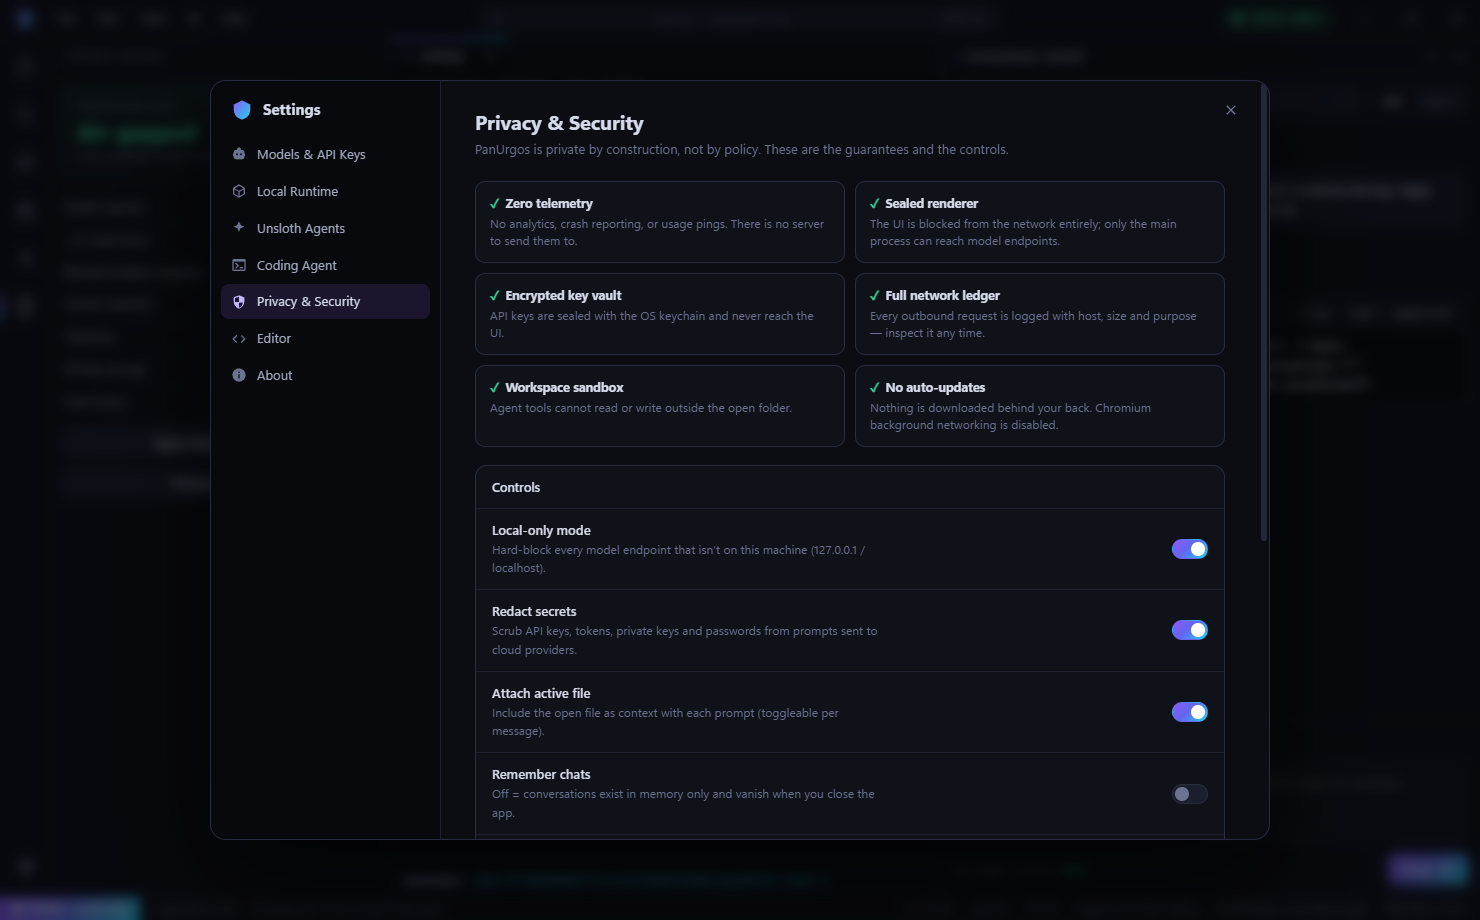 Settings
Models & API Keys
Local Runtime
Unsloth Agents
Coding Agent
Privacy & Security
Editor
About
Privacy & Security
PanUrgos is private by construction, not by policy. These are the guarantees and the controls.
✓ Zero telemetry
No analytics, crash reporting, or usage pings. There is no server
to send them to.
✓ Sealed renderer
The UI is blocked from the network entirely; only the main
process can reach model endpoints.
✓ Encrypted key vault
API keys are sealed with the OS keychain and never reach the
UI.
✓ Full network ledger
Every outbound request is logged with host, size and purpose
— inspect it any time.
✓ Workspace sandbox
Agent tools cannot read or write outside the open folder.
✓ No auto-updates
Nothing is downloaded behind your back. Chromium
background networking is disabled.
Controls
Local-only mode
Hard-block every model endpoint that isn't on this machine (127.0.0.1 /
localhost).
Redact secrets
Scrub API keys, tokens, private keys and passwords from prompts sent to
cloud providers.
Attach active file
Include the open file as context with each prompt (toggleable per
message).
Remember chats
Off = conversations exist in memory only and vanish when you close the
app.